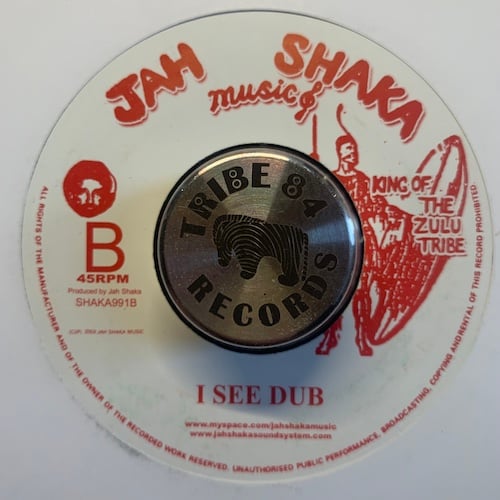 JAH SHAKA
music
KING OF
THE
ZULU
TRIBE
TRIBE 84
RECORDS
B
45RPM
Produced by Jah Shaka
SHAKA991B
I SEE DUB
www.myspace.com/jahshakamusic
www.jahshakasoundsystem.com
ALL RIGHTS OF THE MANUFACTURER AND OF THE OWNER OF THE RECORDED WORK RESERVED. UNAUTHORISED PUBLIC PERFORMANCE, BROADCASTING, COPYING AND RENTAL OF THIS RECORD PROHIBITED